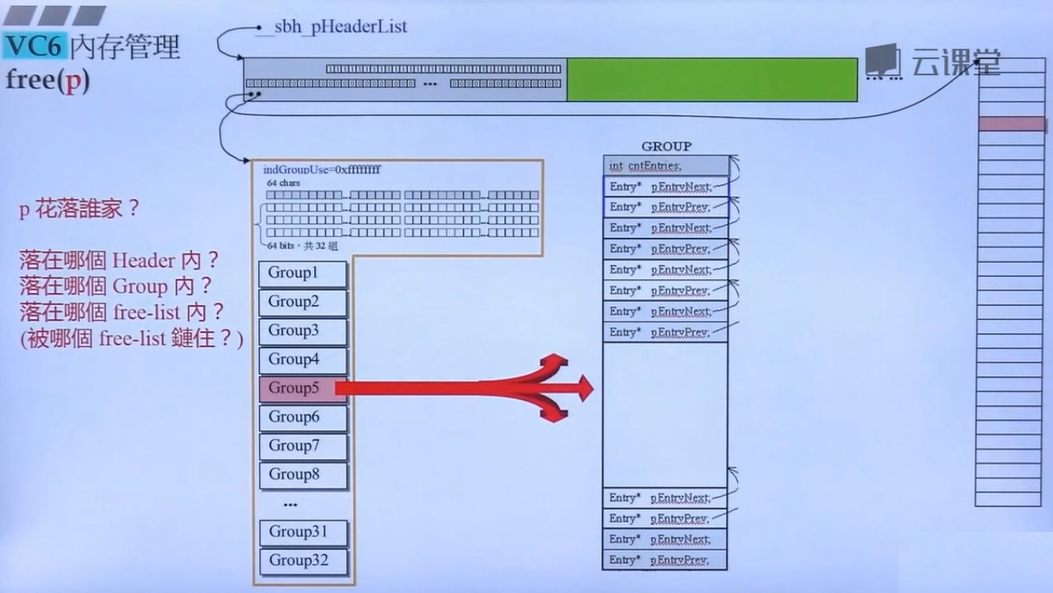 VC6 內存管理
free(p)
__sbh_pHeaderList
云课堂
...
indGroupUse=0xffffffff
64 chars
64 bits，共 32 組
p 花落誰家？
落在哪個 Header 內？
落在哪個 Group 內？
落在哪個 free-list 內？
(被哪個 free-list 鏈住？)
Group1
Group2
Group3
Group4
Group5
Group6
Group7
Group8
...
Group31
Group32
GROUP
int cntEntries;
Entry* pEntryNext;
Entry* pEntryPrev;
Entry* pEntryNext;
Entry* pEntryPrev;
Entry* pEntryNext;
Entry* pEntryPrev;
Entry* pEntryNext;
Entry* pEntryPrev;
Entry* pEntryNext;
Entry* pEntryPrev;
Entry* pEntryNext;
Entry* pEntryPrev;